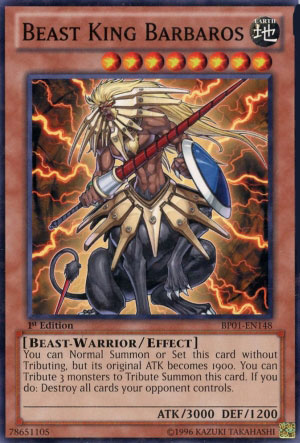 BEAST KING BARBAROS
EARTH
地
BP01-EN148
1st Edition
[BEAST-WARRIOR/EFFECT]
You can Normal Summon or Set this card without
Tributing, but its original ATK becomes 1900. You can
Tribute 3 monsters to Tribute Summon this card. If you
do: Destroy all cards your opponent controls.
ATK/3000 DEF/1200
78651105
©1996 KAZUKI TAKAHASHI